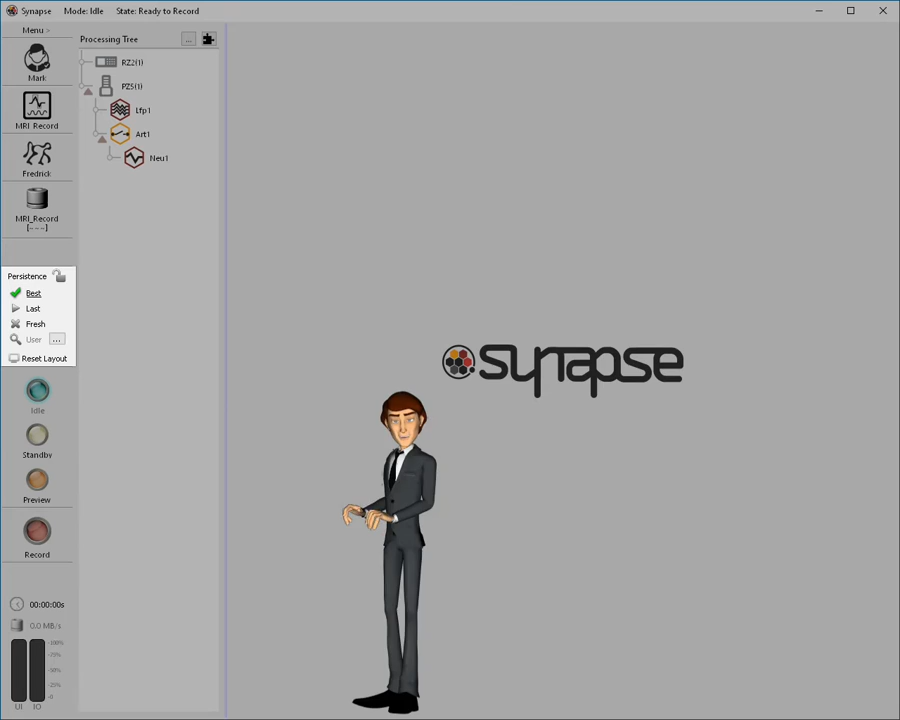 Synapse Mode: Idle State: Ready to Record
Menu >
Mark
MRI_Record
Fredrick
MRI_Record
[---]
Persistence
Best
Last
Fresh
User ...
Reset Layout
Idle
Standby
Preview
Record
00:00:00s
0.0 MB/s
-100%
-75%
-50%
-25%
-0
UI IO
Processing Tree ...
RZ2(1)
PZ5(1)
Lfp1
Art1
Neu1
synapse